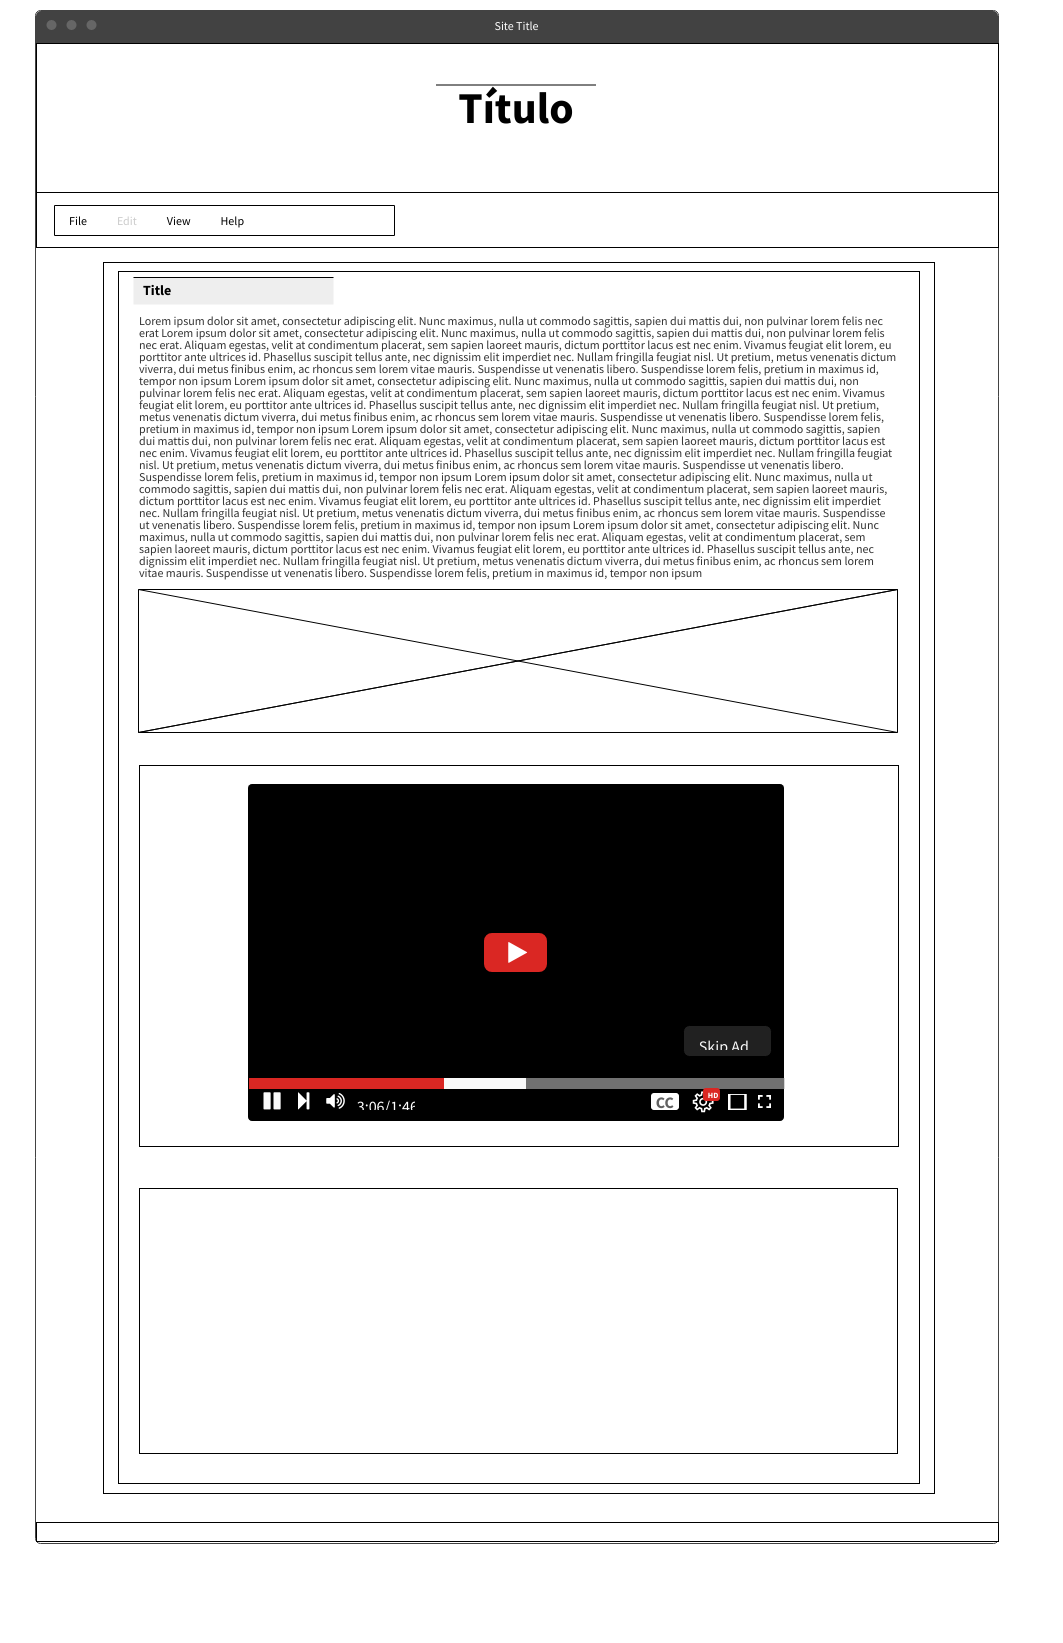 Site Title
Título
File Edit View Help
Title
Lorem ipsum dolor sit amet, consectetur adipiscing elit. Nunc maximus, nulla ut commodo sagittis, sapien dui mattis dui, non pulvinar lorem felis nec
erat Lorem ipsum dolor sit amet, consectetur adipiscing elit. Nunc maximus, nulla ut commodo sagittis, sapien dui mattis dui, non pulvinar lorem felis
nec erat. Aliquam egestas, velit at condimentum placerat, sem sapien laoreet mauris, dictum porttitor lacus est nec enim. Vivamus feugiat elit lorem, eu
porttitor ante ultrices id. Phasellus suscipit tellus ante, nec dignissim elit imperdiet nec. Nullam fringilla feugiat nisl. Ut pretium, metus venenatis dictum
viverra, dui metus finibus enim, ac rhoncus sem lorem vitae mauris. Suspendisse ut venenatis libero. Suspendisse lorem felis, pretium in maximus id,
tempor non ipsum Lorem ipsum dolor sit amet, consectetur adipiscing elit. Nunc maximus, nulla ut commodo sagittis, sapien dui mattis dui, non
pulvinar lorem felis nec erat. Aliquam egestas, velit at condimentum placerat, sem sapien laoreet mauris, dictum porttitor lacus est nec enim. Vivamus
feugiat elit lorem, eu porttitor ante ultrices id. Phasellus suscipit tellus ante, nec dignissim elit imperdiet nec. Nullam fringilla feugiat nisl. Ut pretium,
metus venenatis dictum viverra, dui metus finibus enim, ac rhoncus sem lorem vitae mauris. Suspendisse ut venenatis libero. Suspendisse lorem felis,
pretium in maximus id, tempor non ipsum Lorem ipsum dolor sit amet, consectetur adipiscing elit. Nunc maximus, nulla ut commodo sagittis, sapien
dui mattis dui, non pulvinar lorem felis nec erat. Aliquam egestas, velit at condimentum placerat, sem sapien laoreet mauris, dictum porttitor lacus est
nec enim. Vivamus feugiat elit lorem, eu porttitor ante ultrices id. Phasellus suscipit tellus ante, nec dignissim elit imperdiet nec. Nullam fringilla feugiat
nisl. Ut pretium, metus venenatis dictum viverra, dui metus finibus enim, ac rhoncus sem lorem vitae mauris. Suspendisse ut venenatis libero.
Suspendisse lorem felis, pretium in maximus id, tempor non ipsum Lorem ipsum dolor sit amet, consectetur adipiscing elit. Nunc maximus, nulla ut
commodo sagittis, sapien dui mattis dui, non pulvinar lorem felis nec erat. Aliquam egestas, velit at condimentum placerat, sem sapien laoreet mauris,
dictum porttitor lacus est nec enim. Vivamus feugiat elit lorem, eu porttitor ante ultrices id. Phasellus suscipit tellus ante, nec dignissim elit imperdiet
nec. Nullam fringilla feugiat nisl. Ut pretium, metus venenatis dictum viverra, dui metus finibus enim, ac rhoncus sem lorem vitae mauris. Suspendisse
ut venenatis libero. Suspendisse lorem felis, pretium in maximus id, tempor non ipsum Lorem ipsum dolor sit amet, consectetur adipiscing elit. Nunc
maximus, nulla ut commodo sagittis, sapien dui mattis dui, non pulvinar lorem felis nec erat. Aliquam egestas, velit at condimentum placerat, sem
sapien laoreet mauris, dictum porttitor lacus est nec enim. Vivamus feugiat elit lorem, eu porttitor ante ultrices id. Phasellus suscipit tellus ante, nec
dignissim elit imperdiet nec. Nullam fringilla feugiat nisl. Ut pretium, metus venenatis dictum viverra, dui metus finibus enim, ac rhoncus sem lorem
vitae mauris. Suspendisse ut venenatis libero. Suspendisse lorem felis, pretium in maximus id, tempor non ipsum
Skip Ad
3:06/1:46
CC HD